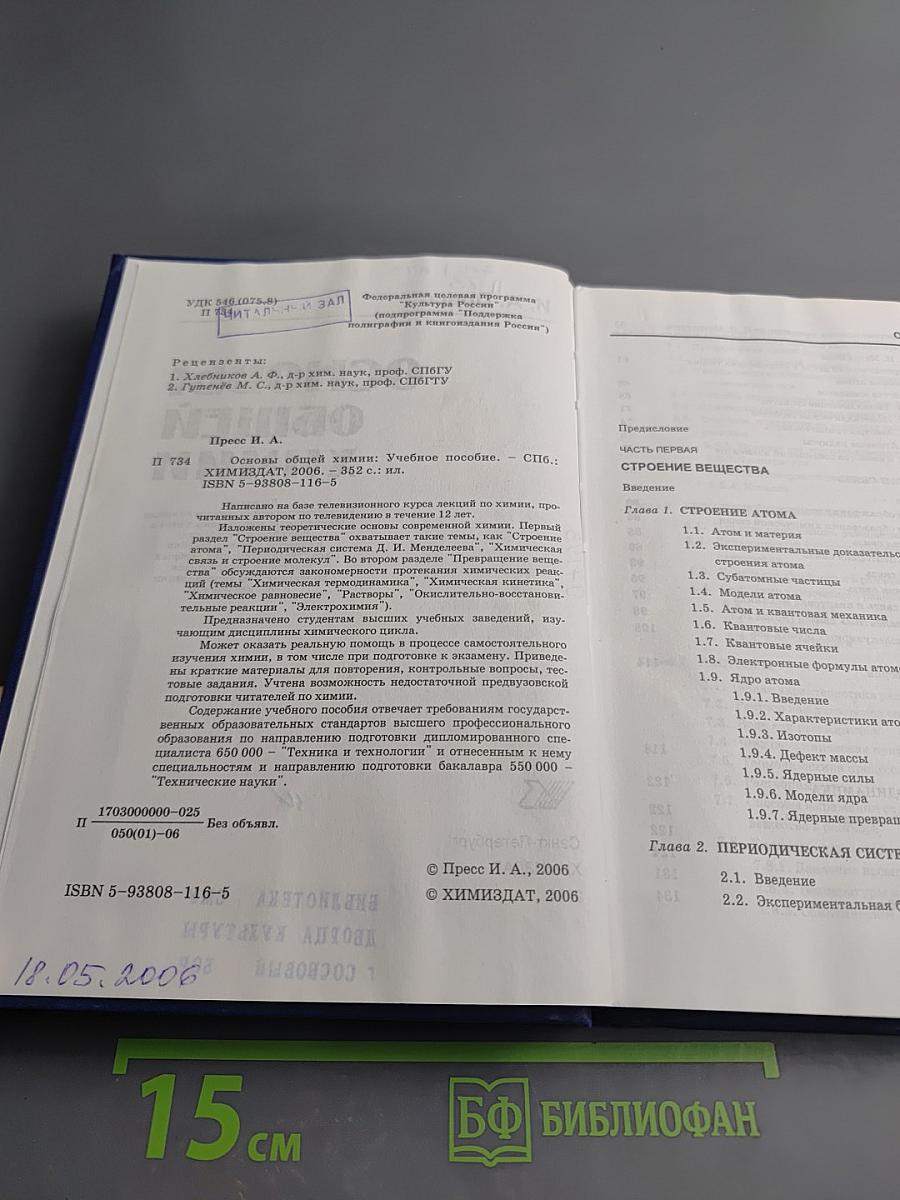 УДК 546 (075.8)
П 734
ЧИТАЛЬНЫЙ ЗАЛ
Федеральная целевая программа
"Культура России"
(подпрограмма "Поддержка
полиграфии и книгоиздания России")
Рецензенты:
1. Хлебников А. Ф., д-р хим. наук, проф. СПбГУ
2. Гутенёв М. С., д-р хим. наук, проф. СПбГТУ
Пресс И. А.
П 734 Основы общей химии: Учебное пособие. – СПб.:
ХИМИЗДАТ, 2006. – 352 с.: ил.
ISBN 5–93808–116–5
Написано на базе телевизионного курса лекций по химии, про-
читанных автором по телевидению в течение 12 лет.
Изложены теоретические основы современной химии. Первый
раздел "Строение вещества" охватывает такие темы, как "Строение
атома", "Периодическая система Д. И. Менделеева", "Химическая
связь и строение молекул". Во втором разделе "Превращение веще-
ства" обсуждаются закономерности протекания химических реак-
ций (темы "Химическая термодинамика", "Химическая кинетика",
"Химическое равновесие", "Растворы", "Окислительно-восстанови-
тельные реакции", "Электрохимия").
Предназначено студентам высших учебных заведений, изу-
чающим дисциплины химического цикла.
Может оказать реальную помощь в процессе самостоятельного
изучения химии, в том числе при подготовке к экзамену. Приведе-
ны краткие материалы для повторения, контрольные вопросы, тес-
товые задания. Учтена возможность недостаточной предвузовской
подготовки читателей по химии.
Содержание учебного пособия отвечает требованиям государст-
венных образовательных стандартов высшего профессионального
образования по направлению подготовки дипломированного спе-
циалиста 650 000 – "Техника и технологии" и отнесенным к нему
специальностям и направлению подготовки бакалавра 550 000 –
"Технические науки".
П 1703000000–025
050(01)–06 Без объявл.
© Пресс И. А., 2006
ISBN 5–93808–116–5 © ХИМИЗДАТ, 2006
БИБЛИОТЕКА
ДВОРЦА КУЛЬТУРЫ
г СОСНОВЫЙ БОР
18.05.2006
С
Предисловие
ЧАСТЬ ПЕРВАЯ
СТРОЕНИЕ ВЕЩЕСТВА
Введение
Глава 1. СТРОЕНИЕ АТОМА
1.1. Атом и материя
1.2. Экспериментальные доказательс
строения атома
1.3. Субатомные частицы
1.4. Модели атома
1.5. Атом и квантовая механика
1.6. Квантовые числа
1.7. Квантовые ячейки
1.8. Электронные формулы атом
1.9. Ядро атома
1.9.1. Введение
1.9.2. Характеристики ато
1.9.3. Изотопы
1.9.4. Дефект массы
1.9.5. Ядерные силы
1.9.6. Модели ядра
1.9.7. Ядерные превращ
Глава 2. ПЕРИОДИЧЕСКАЯ СИСТЕ
2.1. Введение
2.2. Экспериментальная б
15 см
БФ БИБЛИОФАН